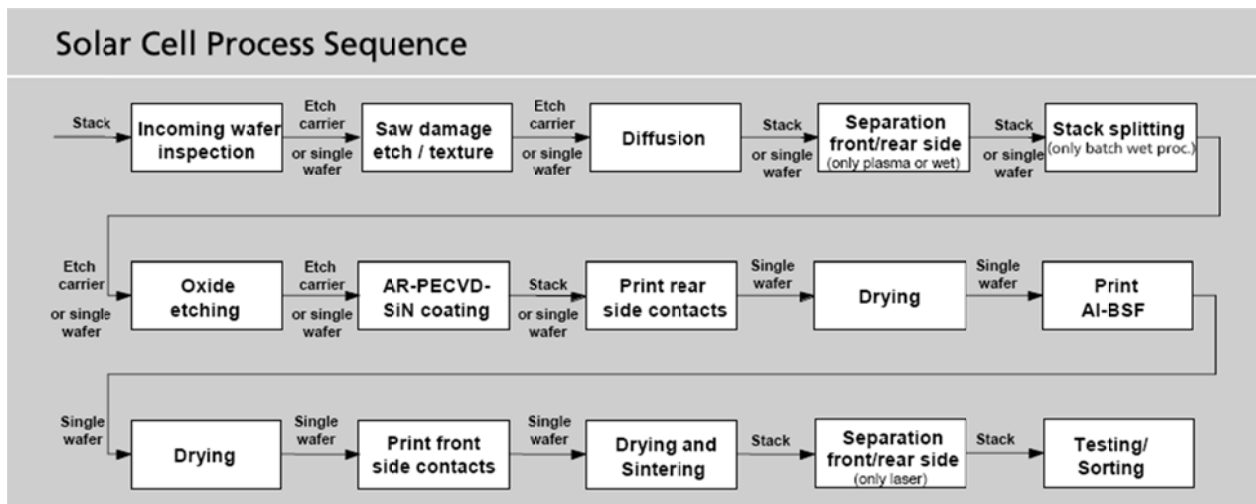 Solar Cell Process Sequence
Stack
Incoming wafer
inspection
Etch
carrier
or single
wafer
Saw damage
etch / texture
Etch
carrier
or single
wafer
Diffusion
Stack
or single
wafer
Separation
front/rear side
(only plasma or wet)
Stack
or single
wafer
Stack splitting
(only batch wet proc.)
Etch
carrier
or single
wafer
Oxide
etching
Etch
carrier
or single
wafer
AR-PECVD-
SiN coating
Stack
or single
wafer
Print rear
side contacts
Single
wafer
Drying
Single
wafer
Print
Al-BSF
Single
wafer
Drying
Single
wafer
Print front
side contacts
Single
wafer
Drying and
Sintering
Stack
Separation
front/rear side
(only laser)
Stack
Testing/
Sorting